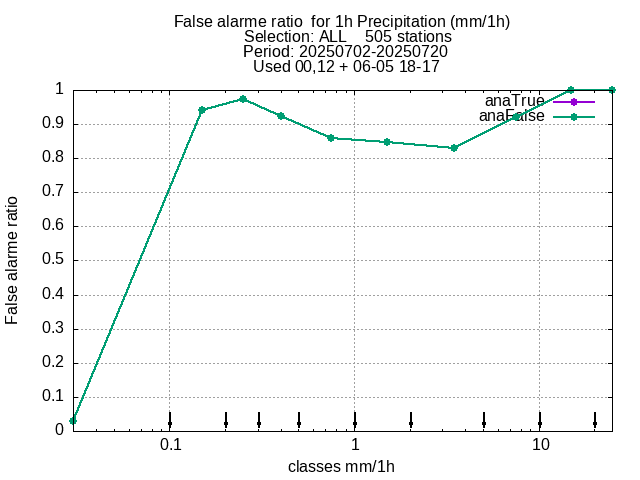 False alarme ratio  for 1h Precipitation (mm/1h)
Selection: ALL    505 stations
Period: 20250702-20250720
Used 00,12 + 06-05 18-17
anaTrue
anaFalse
1
0.9
0.8
0.7
0.6
0.5
0.4
0.3
0.2
0.1
0
False alarme ratio
0.1 1 10
classes mm/1h